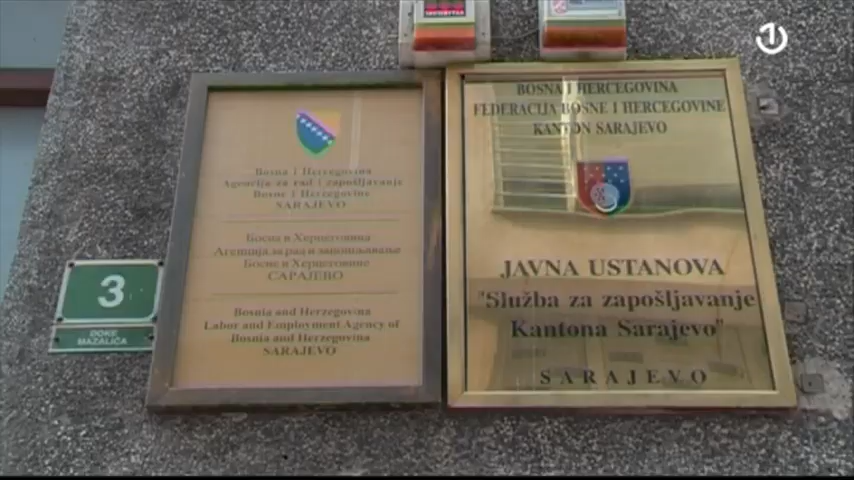 3
ĐOKE
MAZALIĆA
Bosna i Hercegovina
Agencija za rad i zapošljavanje
Bosne i Hercegovine
SARAJEVO
Босна и Херцеговина
Агенција за рад и запошљавање
Босне и Херцеговине
САРАЈЕВО
Bosnia and Herzegovina
Labor and Employment Agency of
Bosnia and Herzegovina
SARAJEVO
BOSNA I HERCEGOVINA
FEDERACIJA BOSNE I HERCEGOVINE
KANTON SARAJEVO
JAVNA USTANOVA
"Služba za zapošljavanje
Kantona Sarajevo"
SARAJEVO
1